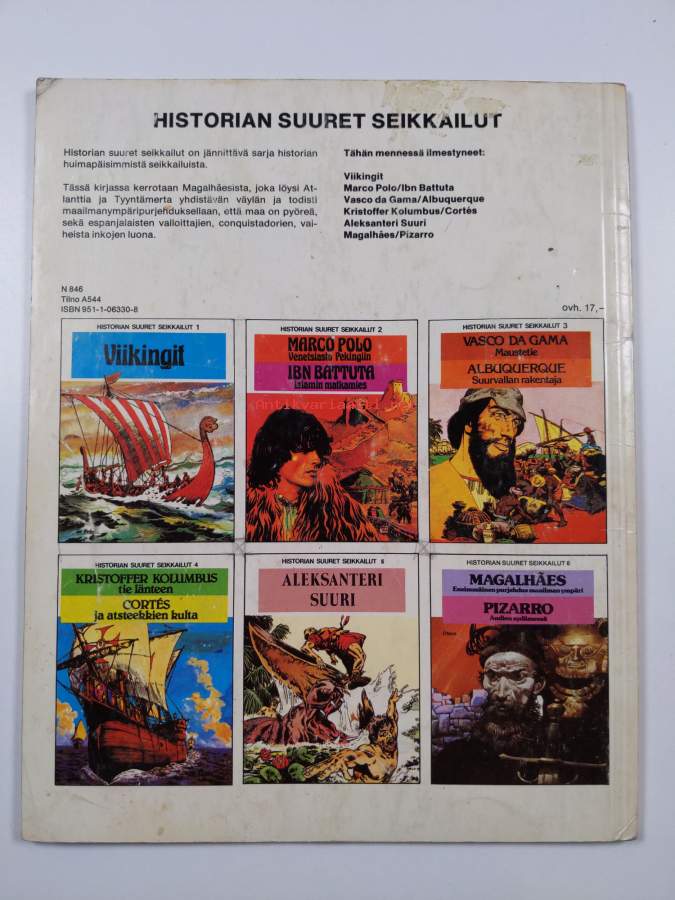 HISTORIAN SUURET SEIKKAILUT
Historian suuret seikkailut on jännittävä sarja historian
huimapäisimmistä seikkailuista.
Tässä kirjassa kerrotaan Magalhãesista, joka löysi At-
lanttia ja Tyyntämerta yhdistävän väylän ja todisti
maailmanympäripurjehduksellaan, että maa on pyöreä,
sekä espanjalaisten valloittajien, conquistadorien, vai-
heista inkojen luona.
Tähän mennessä ilmestyneet:
Viikingit
Marco Polo/Ibn Battuta
Vasco da Gama/Albuquerque
Kristoffer Kolumbus/Cortés
Aleksanteri Suuri
Magalhães/Pizarro
N 846
Tilno A544
ISBN 951-1-06330-8
ovh. 17,–
HISTORIAN SUURET SEIKKAILUT 1
Viikingit
HISTORIAN SUURET SEIKKAILUT 2
MARCO POLO
Venetsiasta Pekingiin
IBN BATTUTA
Islamin matkamies
HISTORIAN SUURET SEIKKAILUT 3
VASCO DA GAMA
Maustetie
ALBUQUERQUE
Suurvallan rakentaja
HISTORIAN SUURET SEIKKAILUT 4
KRISTOFFER KOLUMBUS
tie länteen
CORTÉS
ja atsteekkien kulta
HISTORIAN SUURET SEIKKAILUT 5
ALEKSANTERI
SUURI
HISTORIAN SUURET SEIKKAILUT 6
MAGALHÃES
Ensimmäinen purjehdus maailman ympäri
PIZARRO
Andien